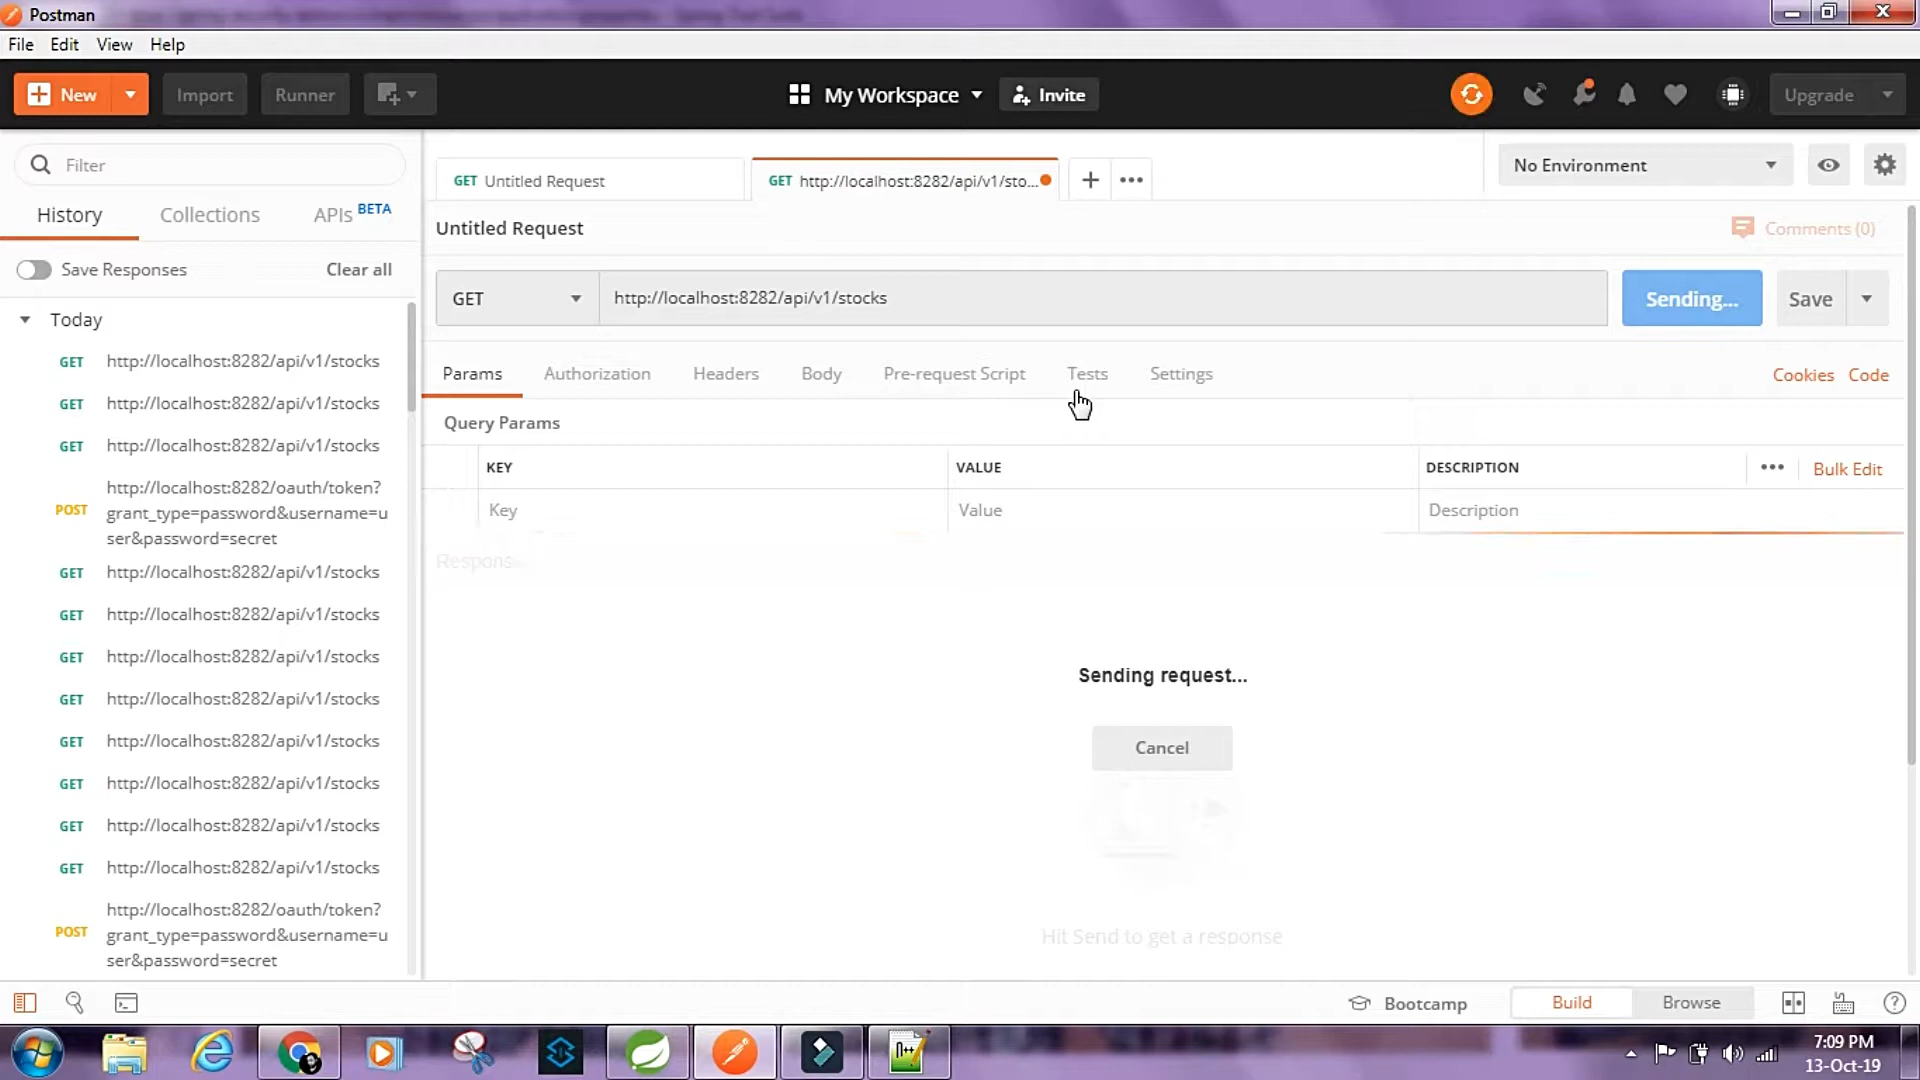 Postman
File Edit View Help
New Import Runner My Workspace Invite Upgrade
Filter
GET Untitled Request GET http://localhost:8282/api/v1/sto... No Environment
History Collections APIs BETA
Untitled Request Comments (0)
Save Responses Clear all
GET http://localhost:8282/api/v1/stocks Sending... Save
Today
GET http://localhost:8282/api/v1/stocks
Params Authorization Headers Body Pre-request Script Tests Settings Cookies Code
GET http://localhost:8282/api/v1/stocks
Query Params
GET http://localhost:8282/api/v1/stocks
KEY VALUE DESCRIPTION Bulk Edit
Key Value Description
POST http://localhost:8282/oauth/token?
grant_type=password&username=u
ser&password=secret
Respons
GET http://localhost:8282/api/v1/stocks
GET http://localhost:8282/api/v1/stocks
GET http://localhost:8282/api/v1/stocks
Sending request...
GET http://localhost:8282/api/v1/stocks
GET http://localhost:8282/api/v1/stocks
Cancel
GET http://localhost:8282/api/v1/stocks
GET http://localhost:8282/api/v1/stocks
GET http://localhost:8282/api/v1/stocks
POST http://localhost:8282/oauth/token?
grant_type=password&username=u
ser&password=secret
Hit Send to get a response
Bootcamp Build Browse
n++
7:09 PM
13-Oct-19